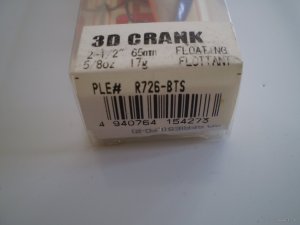 3D CRANK
2-1/2" 65mm FLOATING
5/8oz 17g FLOTTANT
PLE# R726-BTS
4 940764 154273